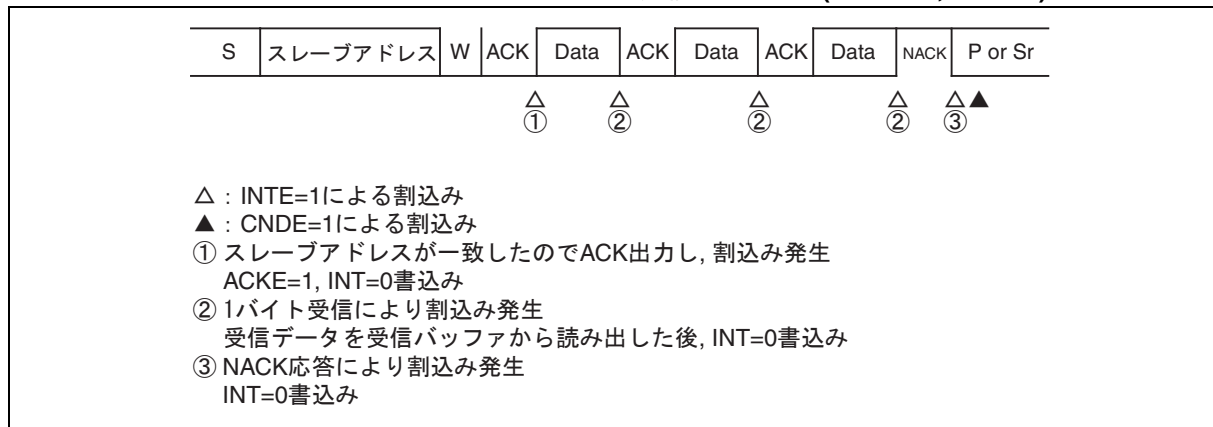 S スレーブアドレス W ACK Data ACK Data ACK Data NACK P or Sr
△ △ △ △ △▲
① ② ② ② ③
△ : INTE=1による割込み
▲ : CNDE=1による割込み
① スレーブアドレスが一致したのでACK出力し, 割込み発生
ACKE=1, INT=0書込み
② 1バイト受信により割込み発生
受信データを受信バッファから読み出した後, INT=0書込み
③ NACK応答により割込み発生
INT=0書込み